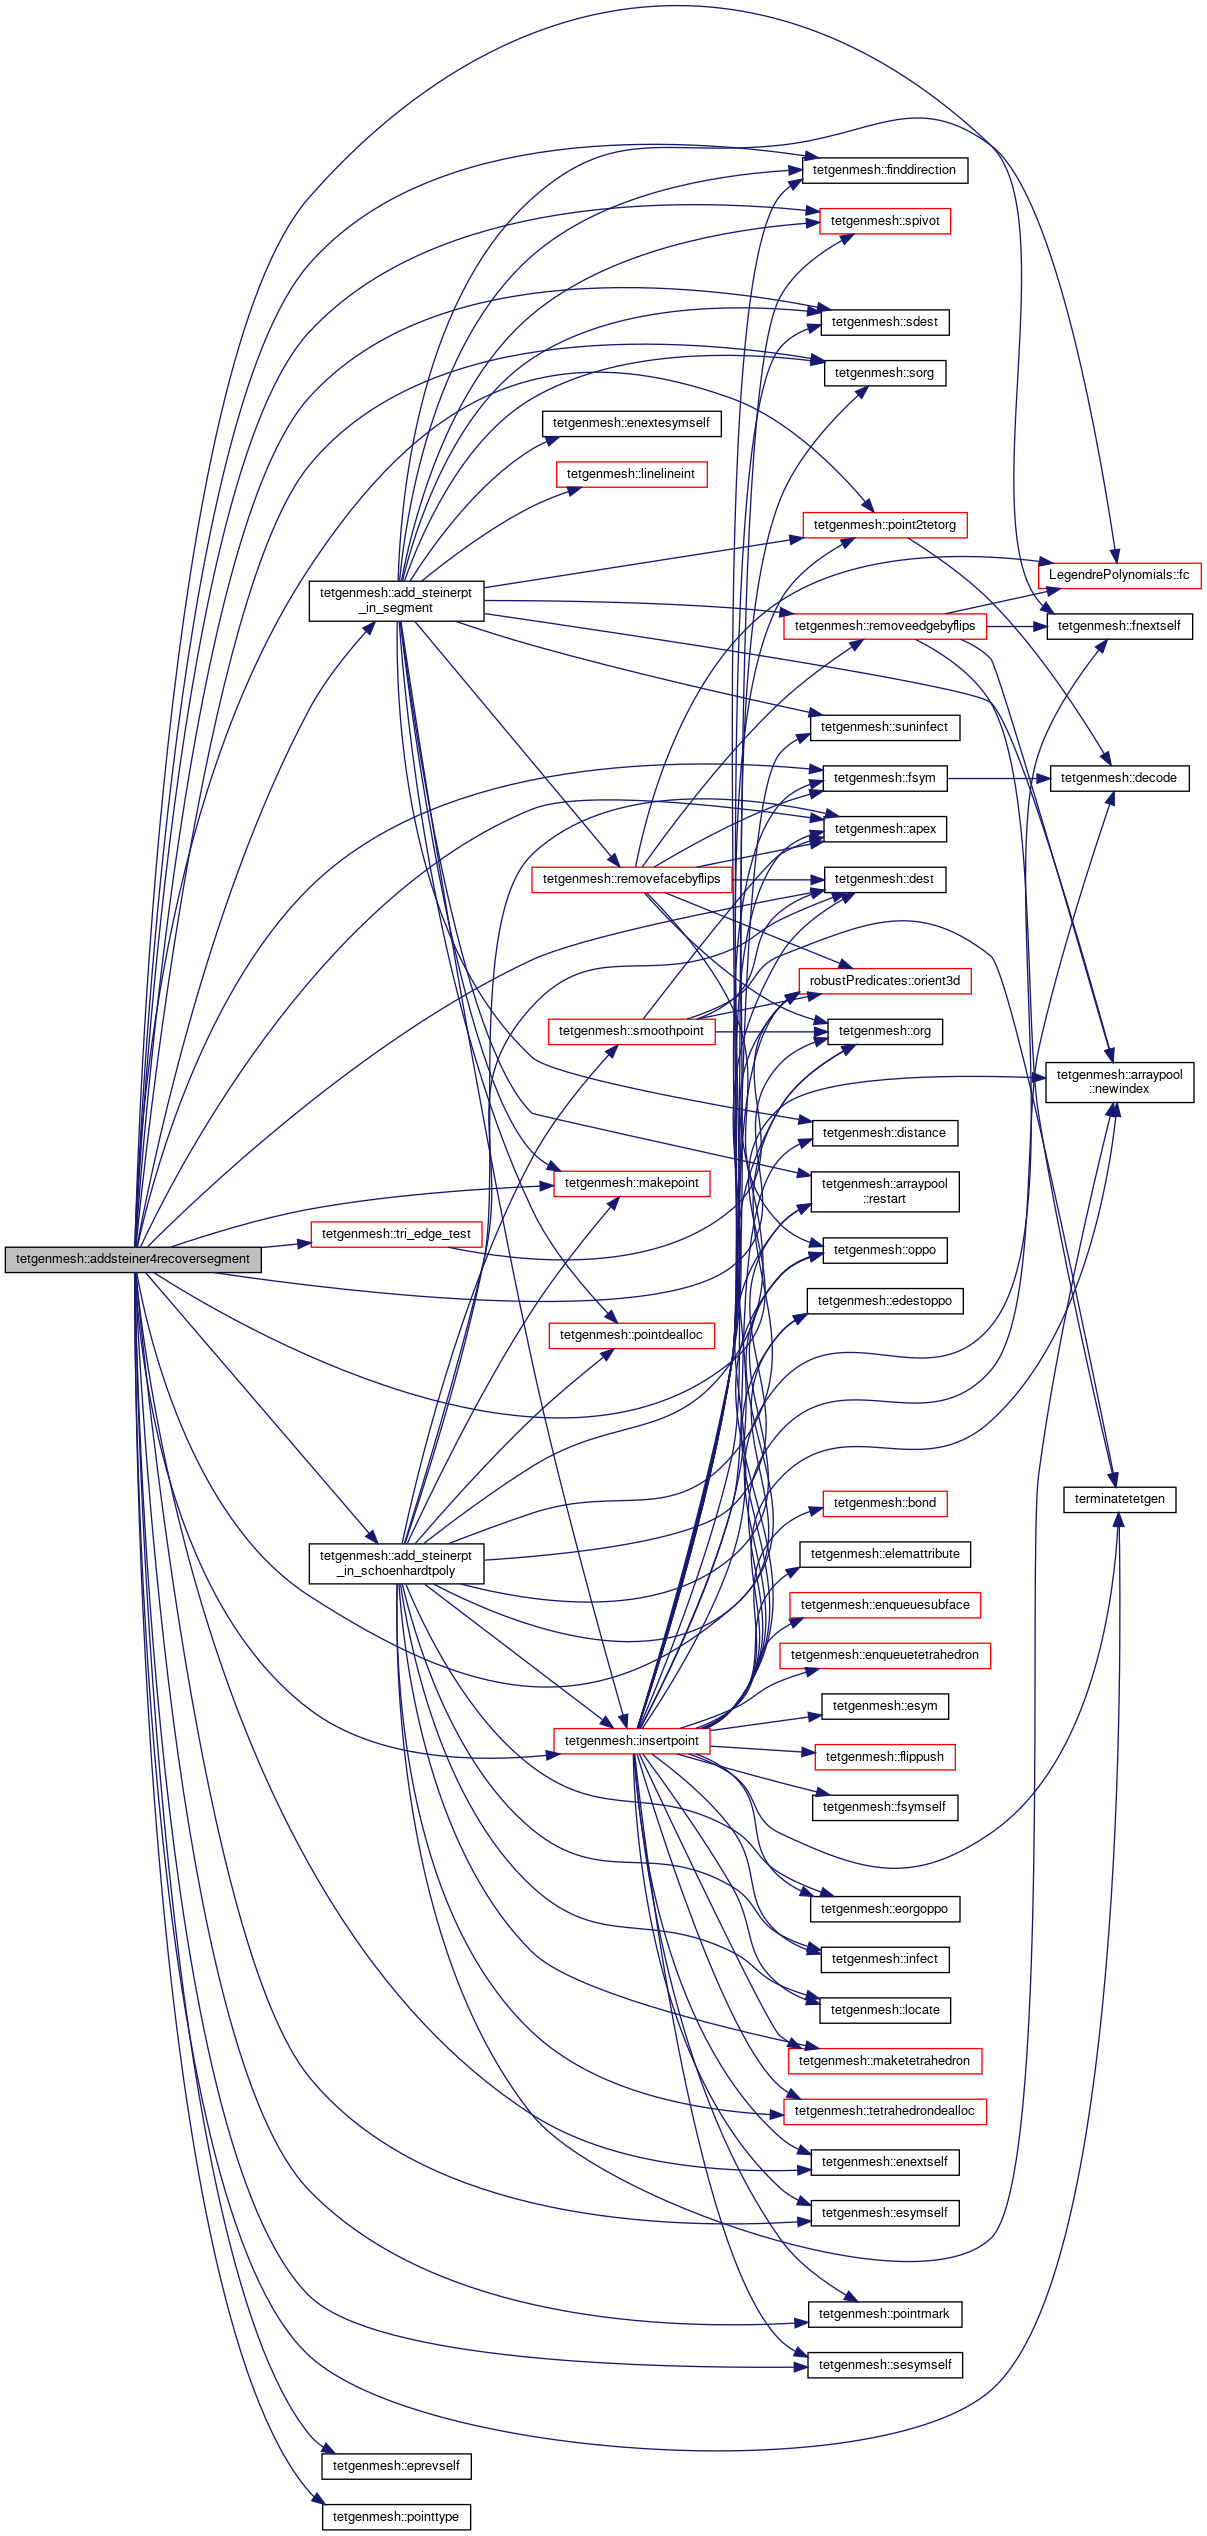 tetgenmesh::finddirection
tetgenmesh::spivot
tetgenmesh::sdest
tetgenmesh::sorg
tetgenmesh::enextesymself
tetgenmesh::linelineint
tetgenmesh::point2tetorg
LegendrePolynomials::fc
tetgenmesh::add_steinerpt
_in_segment
tetgenmesh::removeedgebyflips
tetgenmesh::fnextself
tetgenmesh::suninfect
tetgenmesh::fsym
tetgenmesh::decode
tetgenmesh::apex
tetgenmesh::removefacebyflips
tetgenmesh::dest
robustPredicates::orient3d
tetgenmesh::smoothpoint
tetgenmesh::org
tetgenmesh::arraypool
::newindex
tetgenmesh::distance
tetgenmesh::makepoint
tetgenmesh::arraypool
::restart
tetgenmesh::tri_edge_test
tetgenmesh::addsteiner4recoversegment
tetgenmesh::oppo
tetgenmesh::edestoppo
tetgenmesh::pointdealloc
tetgenmesh::bond
terminatetetgen
tetgenmesh::add_steinerpt
_in_schoenhardtpoly
tetgenmesh::elemattribute
tetgenmesh::enqueuesubface
tetgenmesh::enqueuetetrahedron
tetgenmesh::esym
tetgenmesh::insertpoint
tetgenmesh::flippush
tetgenmesh::fsymself
tetgenmesh::eorgoppo
tetgenmesh::infect
tetgenmesh::locate
tetgenmesh::maketetrahedron
tetgenmesh::tetrahedrondealloc
tetgenmesh::enextself
tetgenmesh::esymself
tetgenmesh::pointmark
tetgenmesh::sesymself
tetgenmesh::eprevself
tetgenmesh::pointtype